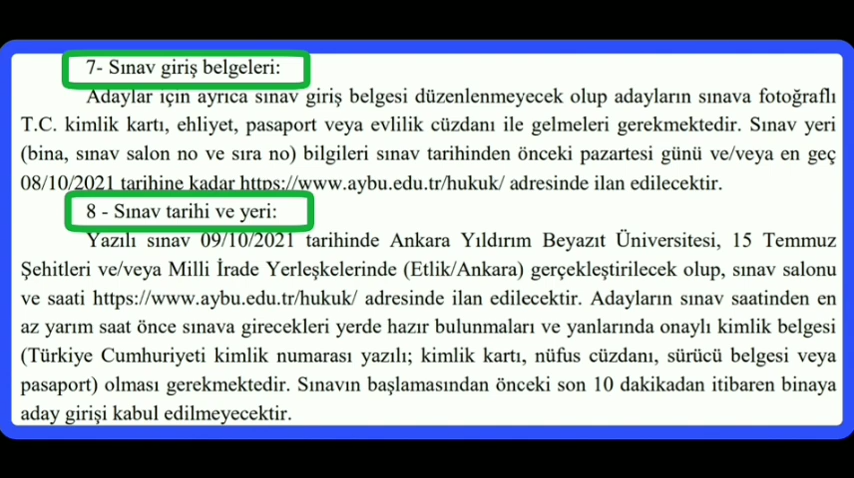 7- Sınav giriş belgeleri:
Adaylar için ayrıca sınav giriş belgesi düzenlenmeyecek olup adayların sınava fotoğraflı
T.C. kimlik kartı, ehliyet, pasaport veya evlilik cüzdanı ile gelmeleri gerekmektedir. Sınav yeri
(bina, sınav salon no ve sıra no) bilgileri sınav tarihinden önceki pazartesi günü ve/veya en geç
08/10/2021 tarihine kadar https://www.aybu.edu.tr/hukuk/ adresinde ilan edilecektir.
8 - Sınav tarihi ve yeri:
Yazılı sınav 09/10/2021 tarihinde Ankara Yıldırım Beyazıt Üniversitesi, 15 Temmuz
Şehitleri ve/veya Milli İrade Yerleşkelerinde (Etlik/Ankara) gerçekleştirilecek olup, sınav salonu
ve saati https://www.aybu.edu.tr/hukuk/ adresinde ilan edilecektir. Adayların sınav saatinden en
az yarım saat önce sınava girecekleri yerde hazır bulunmaları ve yanlarında onaylı kimlik belgesi
(Türkiye Cumhuriyeti kimlik numarası yazılı; kimlik kartı, nüfus cüzdanı, sürücü belgesi veya
pasaport) olması gerekmektedir. Sınavın başlamasından önceki son 10 dakikadan itibaren binaya
aday girişi kabul edilmeyecektir.